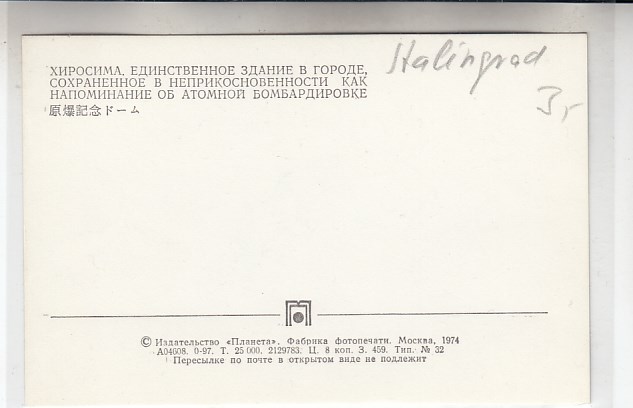 ХИРОСИМА. ЕДИНСТВЕННОЕ ЗДАНИЕ В ГОРОДЕ,
СОХРАНЕННОЕ В НЕПРИКОСНОВЕННОСТИ КАК
НАПОМИНАНИЕ ОБ АТОМНОЙ БОМБАРДИРОВКЕ
原爆記念ドーム
Stalingrad
3,-
© Издательство «Планета». Фабрика фотопечати. Москва, 1974
А04608. 0-97. Т. 25 000. 2129783. Ц. 8 коп. З. 459. Тип. № 32
Пересылке по почте в открытом виде не подлежит